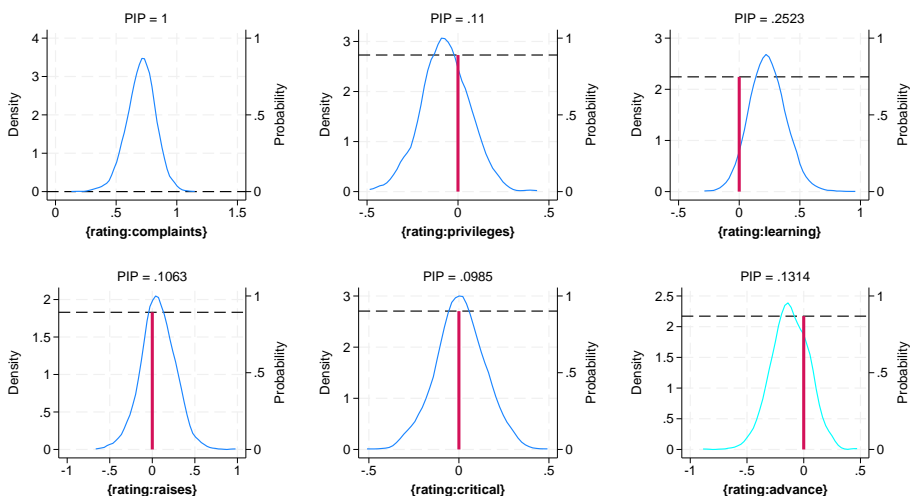 PIP = 1
4
3
2
1
0
Density
1
.5
0
Probability
0
.5
1
1.5
{rating:complaints}
PIP = .11
3
2
1
0
Density
1
.5
0
Probability
-.5
0
.5
{rating:privileges}
PIP = .2523
3
2
1
0
Density
1
.5
0
Probability
-.5
0
.5
1
{rating:learning}
PIP = .1063
2
1.5
1
.5
0
Density
1
.5
0
Probability
-1
-.5
0
.5
1
{rating:raises}
PIP = .0985
3
2
1
0
Density
1
.5
0
Probability
-.5
0
.5
{rating:critical}
PIP = .1314
2.5
2
1.5
1
.5
0
Density
1
.5
0
Probability
-1
-.5
0
.5
{rating:advance}